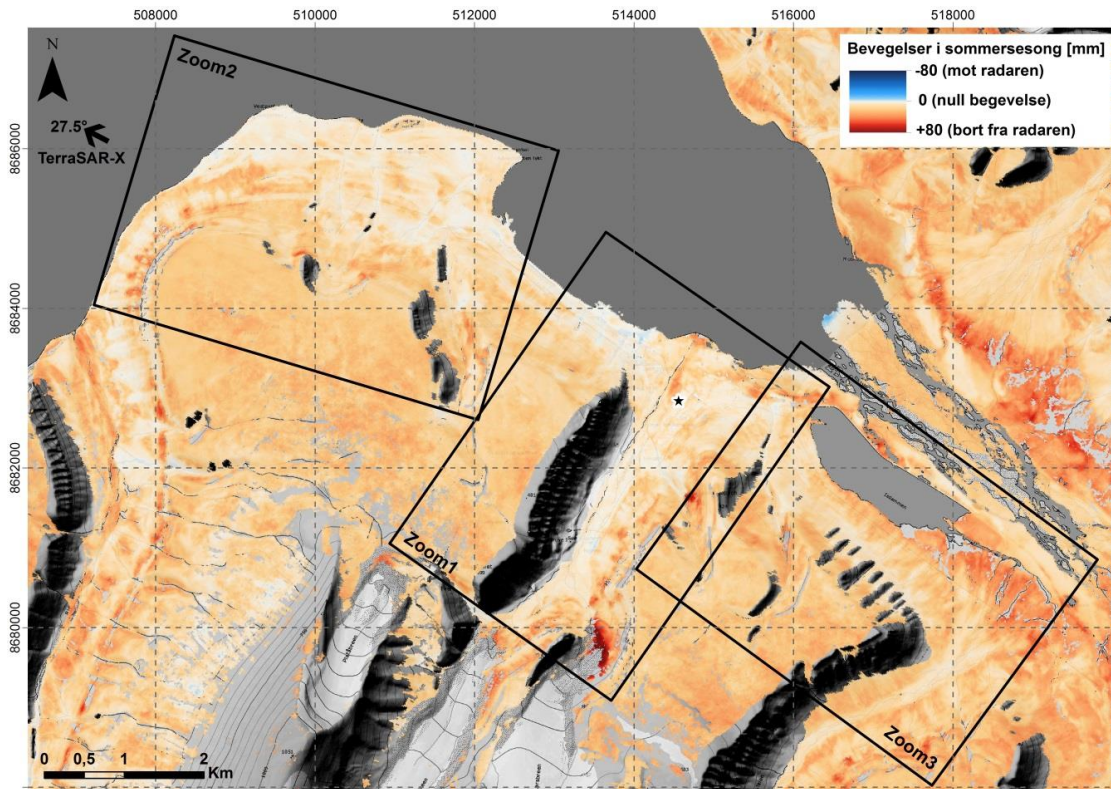 508000 510000 512000 514000 516000 518000
N
27.5°
TerraSAR-X
Bevegelser i sommersesong [mm]
-80 (mot radaren)
0 (null begevelse)
+80 (bort fra radaren)
8686000
8684000
8682000
8680000
Zoom2
Zoom1
Zoom3
0 0,5 1 2
Km